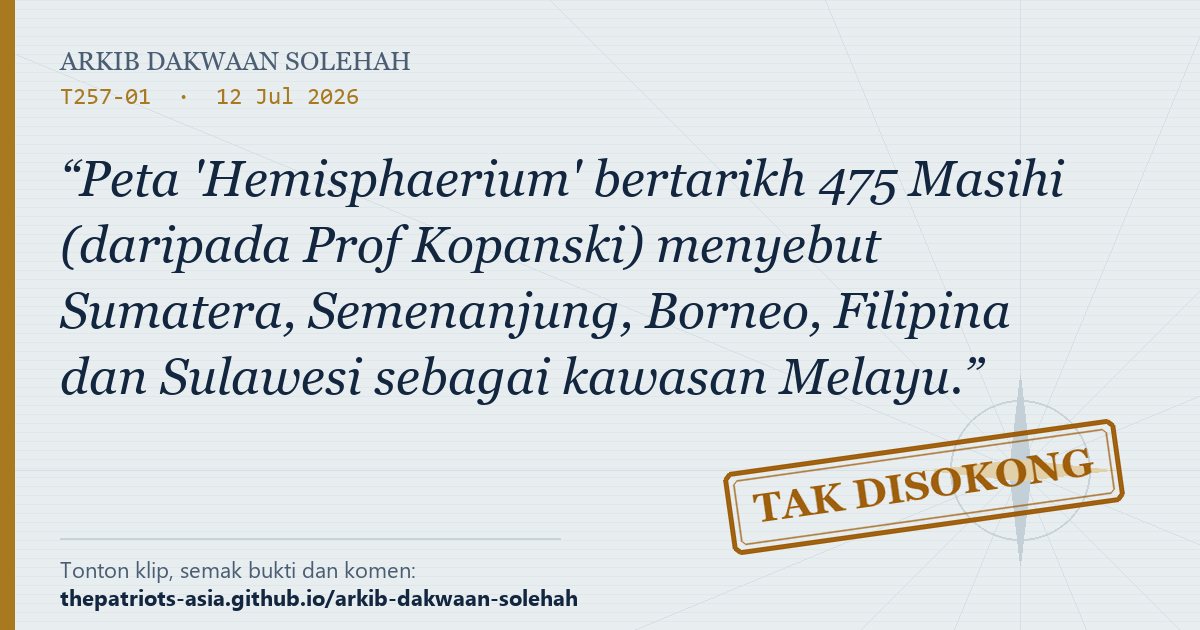 ARKIB DAKWAAN SOLEHAH
T257-01 · 12 Jul 2026
“Peta 'Hemisphaerium' bertarikh 475 Masihi
(daripada Prof Kopanski) menyebut
Sumatera, Semenanjung, Borneo, Filipina
dan Sulawesi sebagai kawasan Melayu.”
TAK DISOKONG
Tonton klip, semak bukti dan komen:
thepatriots-asia.github.io/arkib-dakwaan-solehah